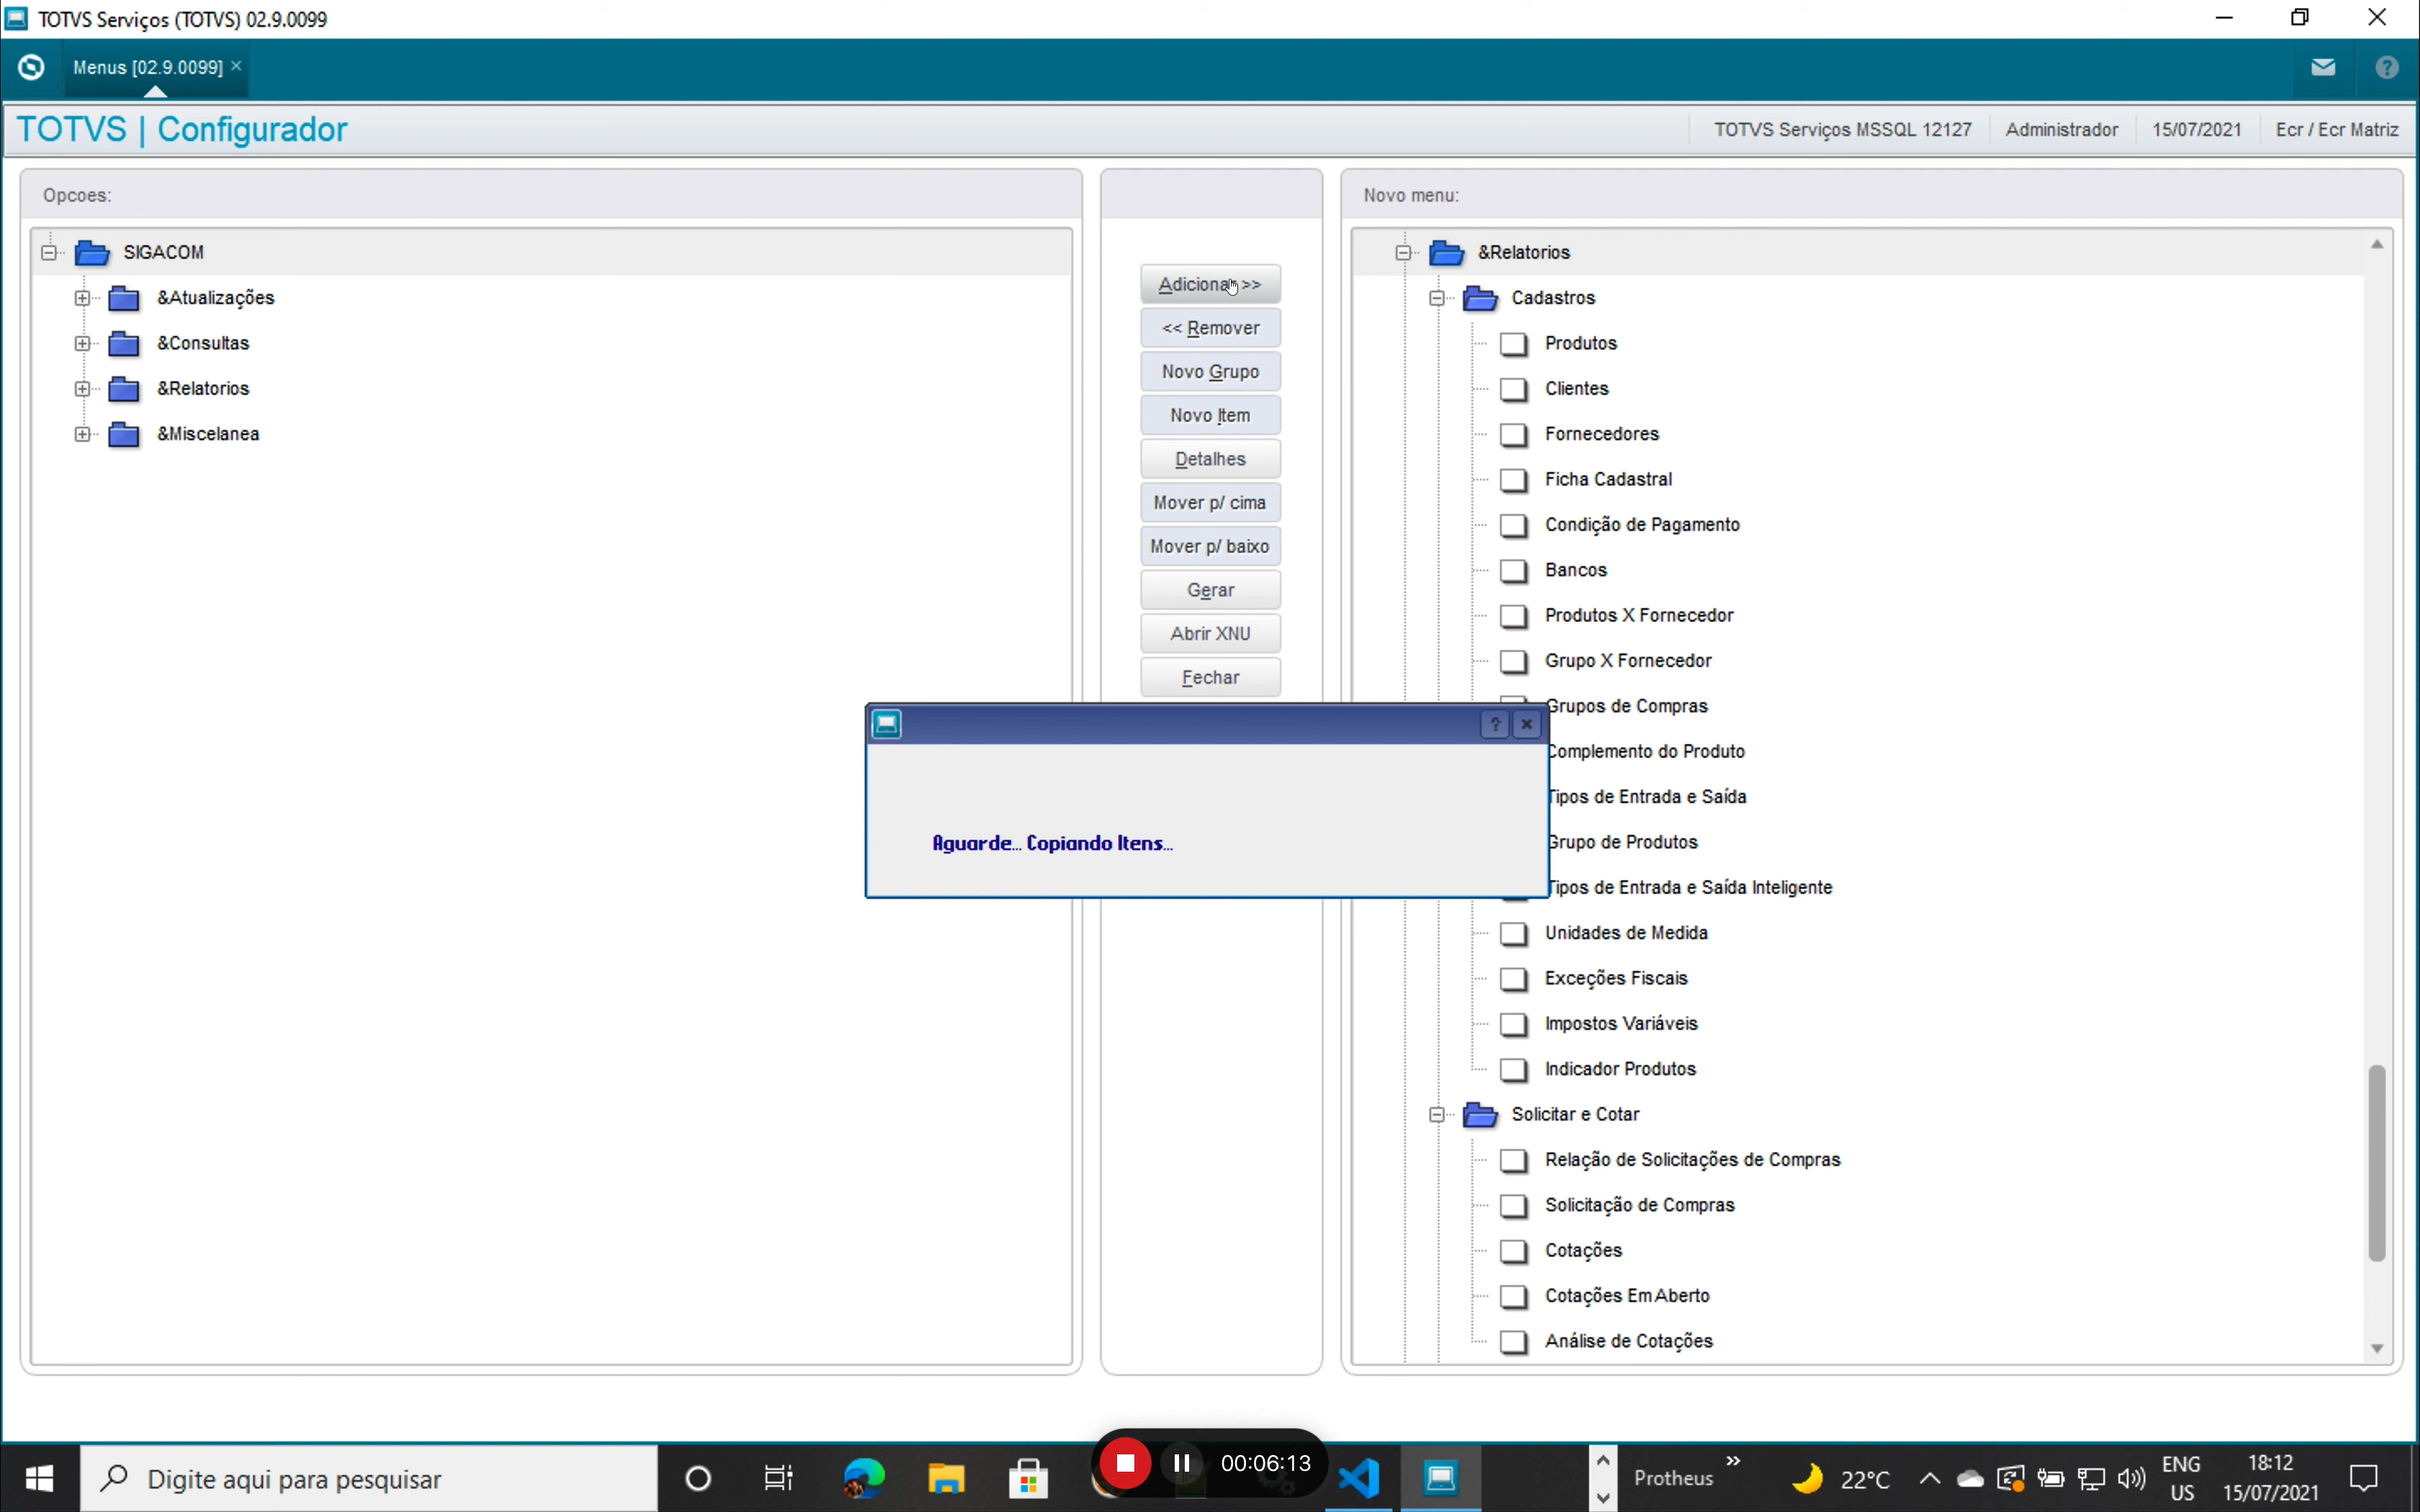 TOTVS Serviços (TOTVS) 02.9.0099
Menus [02.9.0099]
TOTVS | Configurador
TOTVS Serviços MSSQL 12127
Administrador
15/07/2021
Ecr / Ecr Matriz
Opcoes:
SIGACOM
&Atualizações
&Consultas
&Relatorios
&Miscelanea
Adicionar >>
<< Remover
Novo Grupo
Novo Item
Detalhes
Mover p/ cima
Mover p/ baixo
Gerar
Abrir XNU
Fechar
Aguarde... Copiando Itens...
Novo menu:
&Relatorios
Cadastros
Produtos
Clientes
Fornecedores
Ficha Cadastral
Condição de Pagamento
Bancos
Produtos X Fornecedor
Grupo X Fornecedor
Grupos de Compras
Complemento do Produto
Tipos de Entrada e Saída
Grupo de Produtos
Tipos de Entrada e Saída Inteligente
Unidades de Medida
Exceções Fiscais
Impostos Variáveis
Indicador Produtos
Solicitar e Cotar
Relação de Solicitações de Compras
Solicitação de Compras
Cotações
Cotações Em Aberto
Análise de Cotações
Digite aqui para pesquisar
00:06:13
Protheus
22°C
ENG
US
18:12
15/07/2021